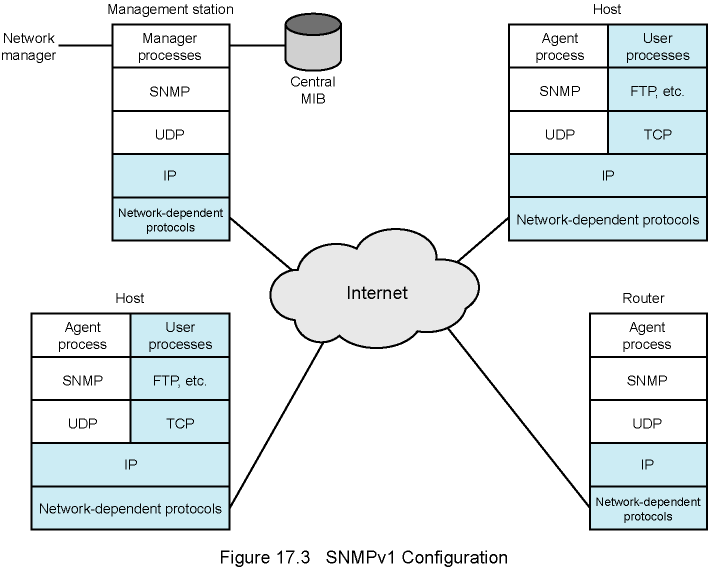 Management station
Network
manager
Manager
processes
SNMP
UDP
IP
Network-dependent
protocols
Central
MIB
Host
Agent
process
User
processes
SNMP
FTP, etc.
UDP
TCP
IP
Network-dependent protocols
Internet
Host
Agent
process
User
processes
SNMP
FTP, etc.
UDP
TCP
IP
Network-dependent protocols
Router
Agent
process
SNMP
UDP
IP
Network-dependent
protocols
Figure 17.3 SNMPv1 Configuration